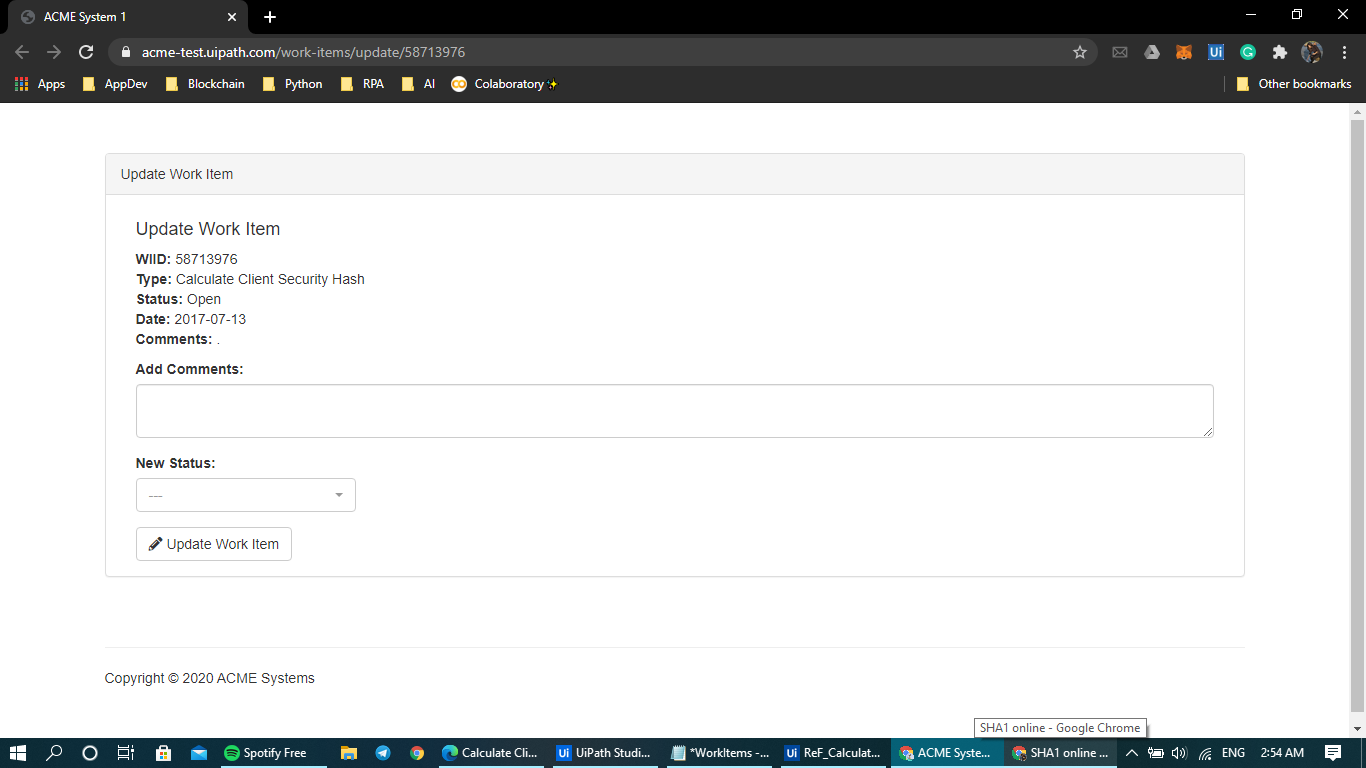 ACME System 1
acme-test.uipath.com/work-items/update/58713976
Ui
G
Apps AppDev Blockchain Python RPA AI Colaboratory✨ Other bookmarks
Update Work Item
Update Work Item
WIID: 58713976
Type: Calculate Client Security Hash
Status: Open
Date: 2017-07-13
Comments: .
Add Comments:
New Status:
---
Update Work Item
Copyright © 2020 ACME Systems
SHA1 online - Google Chrome
Spotify Free Calculate Cli... Ui UiPath Studi... *WorkItems -... Ui ReF_Calculat... ACME Syste... SHA1 online ... ENG 2:54 AM